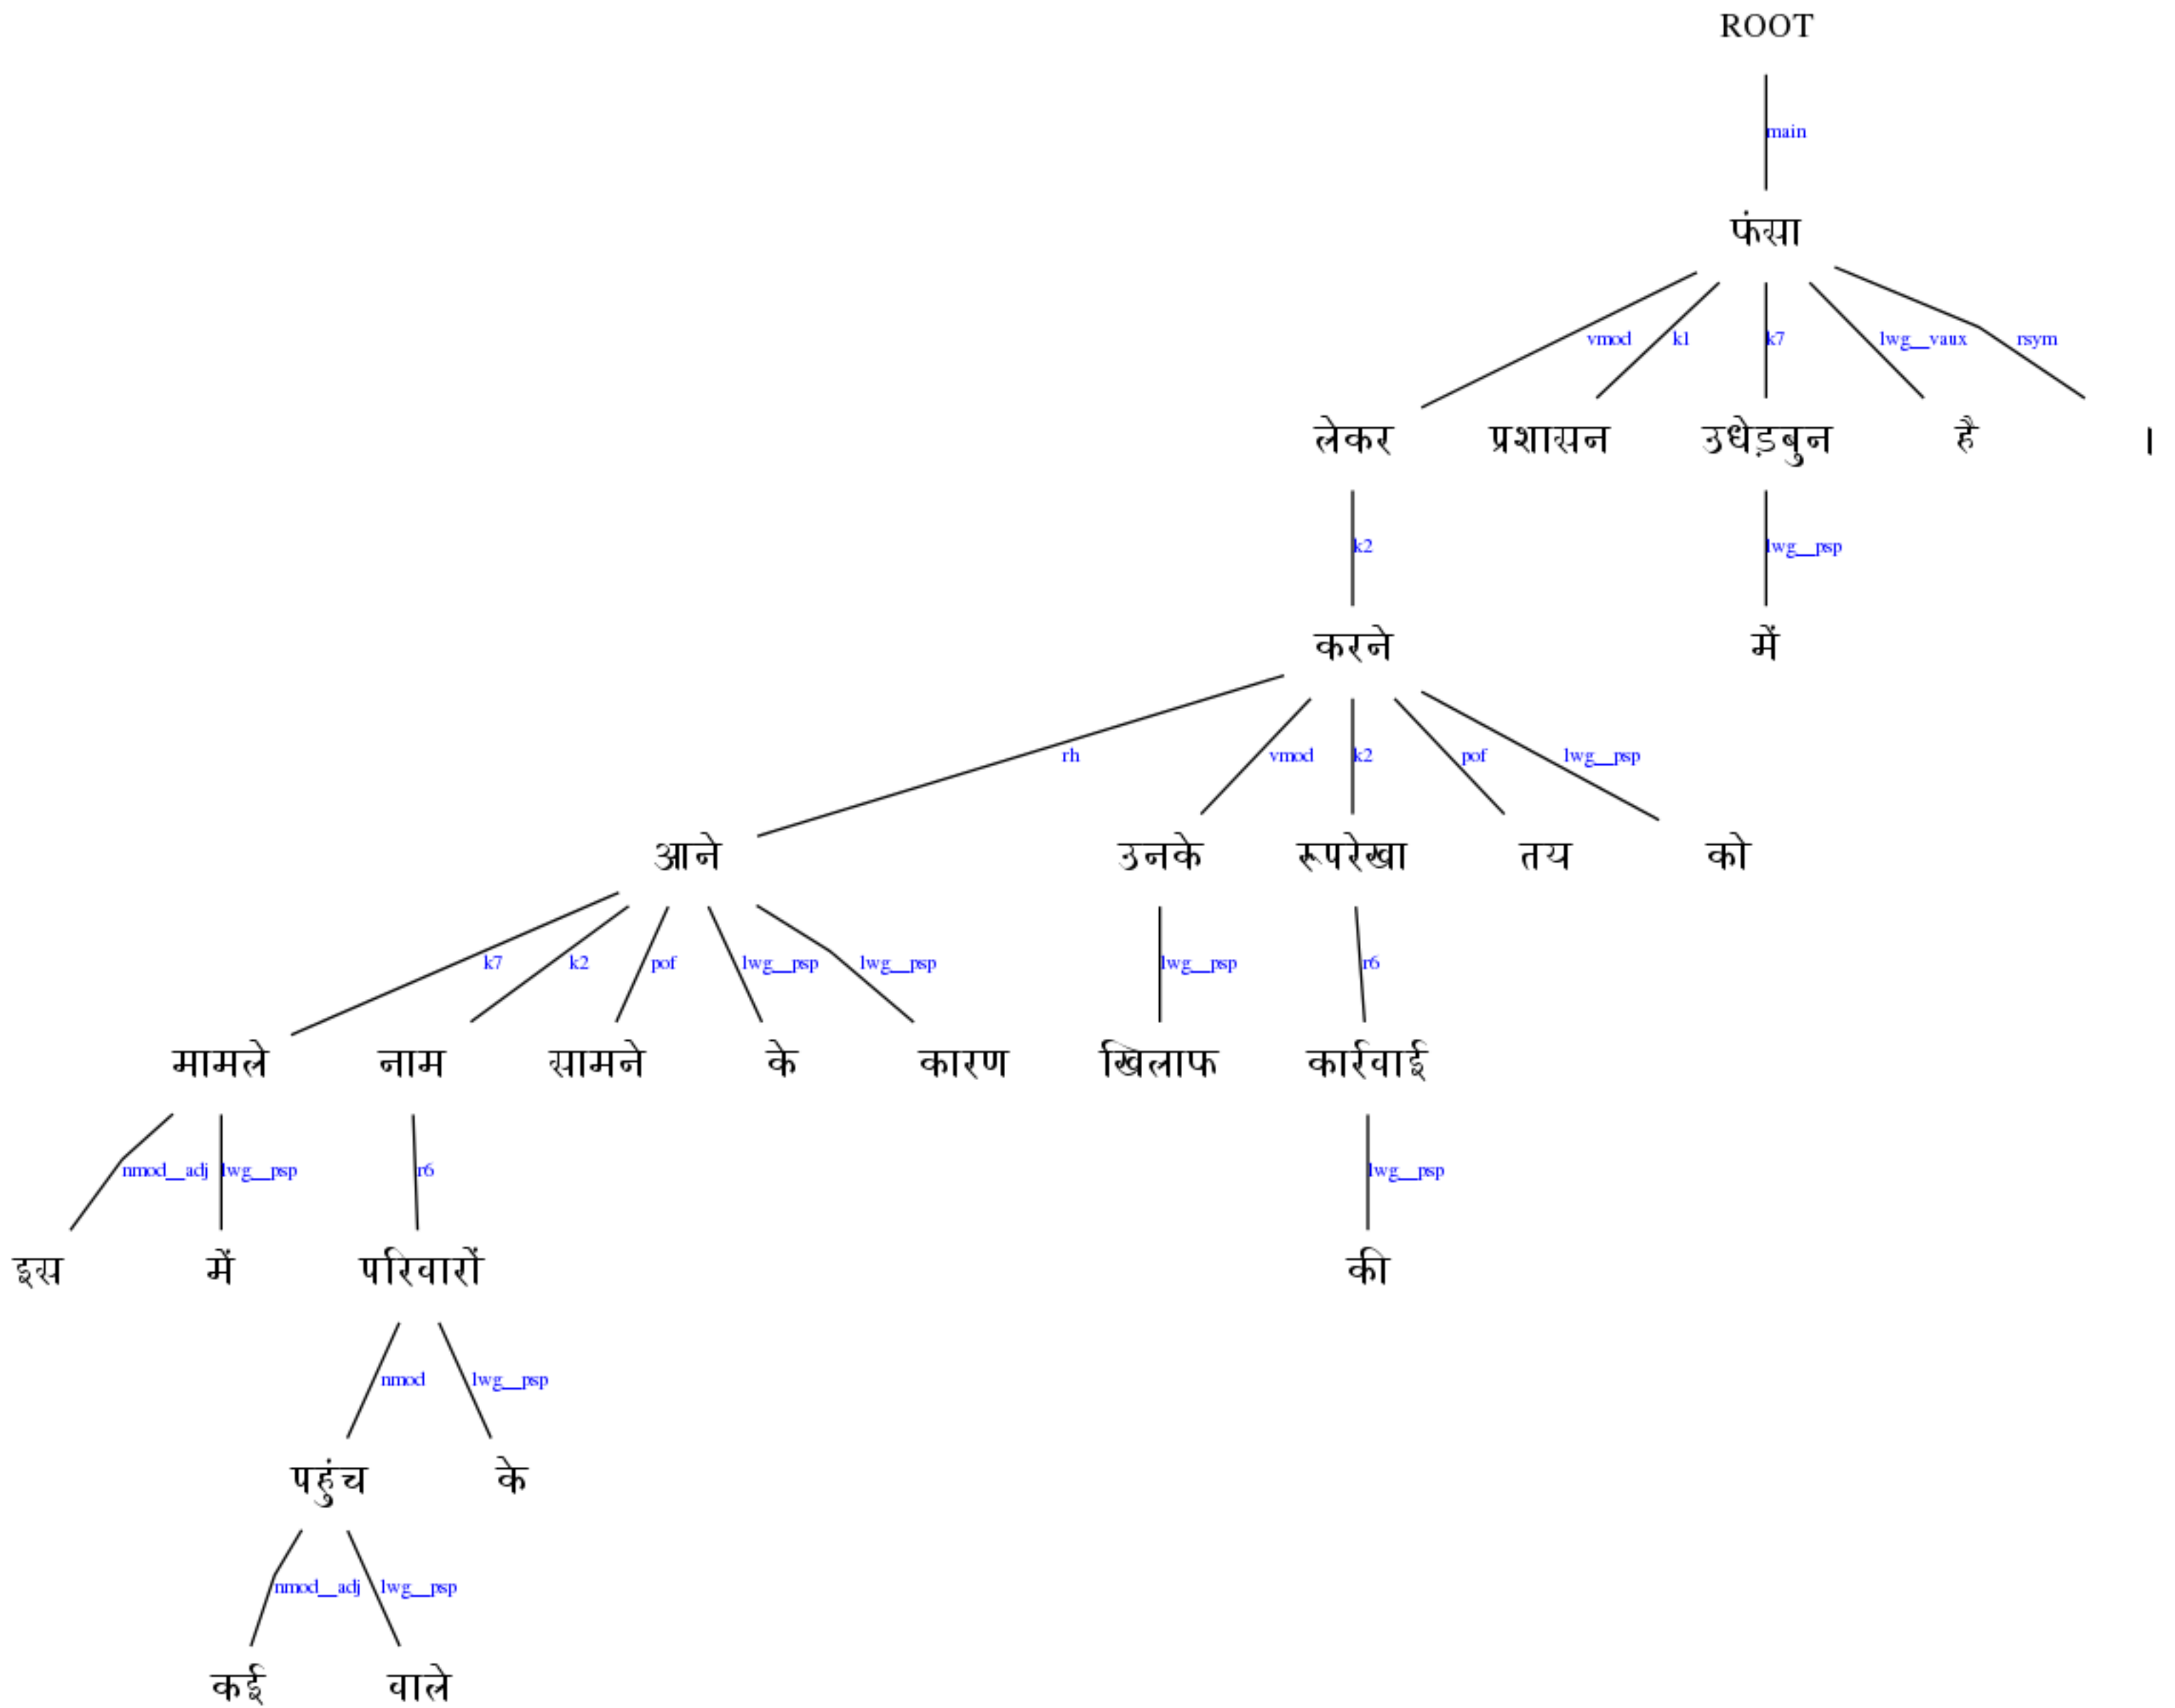 ROOT
main
फंसा
vmod k1 k7 lwg__vaux rsym
लेकर प्रशासन उधेड़बुन है ।
k2 lwg__psp
करने में
rh vmod k2 pof lwg__psp
आने उनके रूपरेखा तय को
k7 k2 pof lwg__psp lwg__psp lwg__psp r6
मामले नाम सामने के कारण खिलाफ कार्रवाई
nmod__adj lwg__psp r6 lwg__psp
इस में परिवारों की
nmod lwg__psp
पहुंच के
nmod__adj lwg__psp
कई वाले